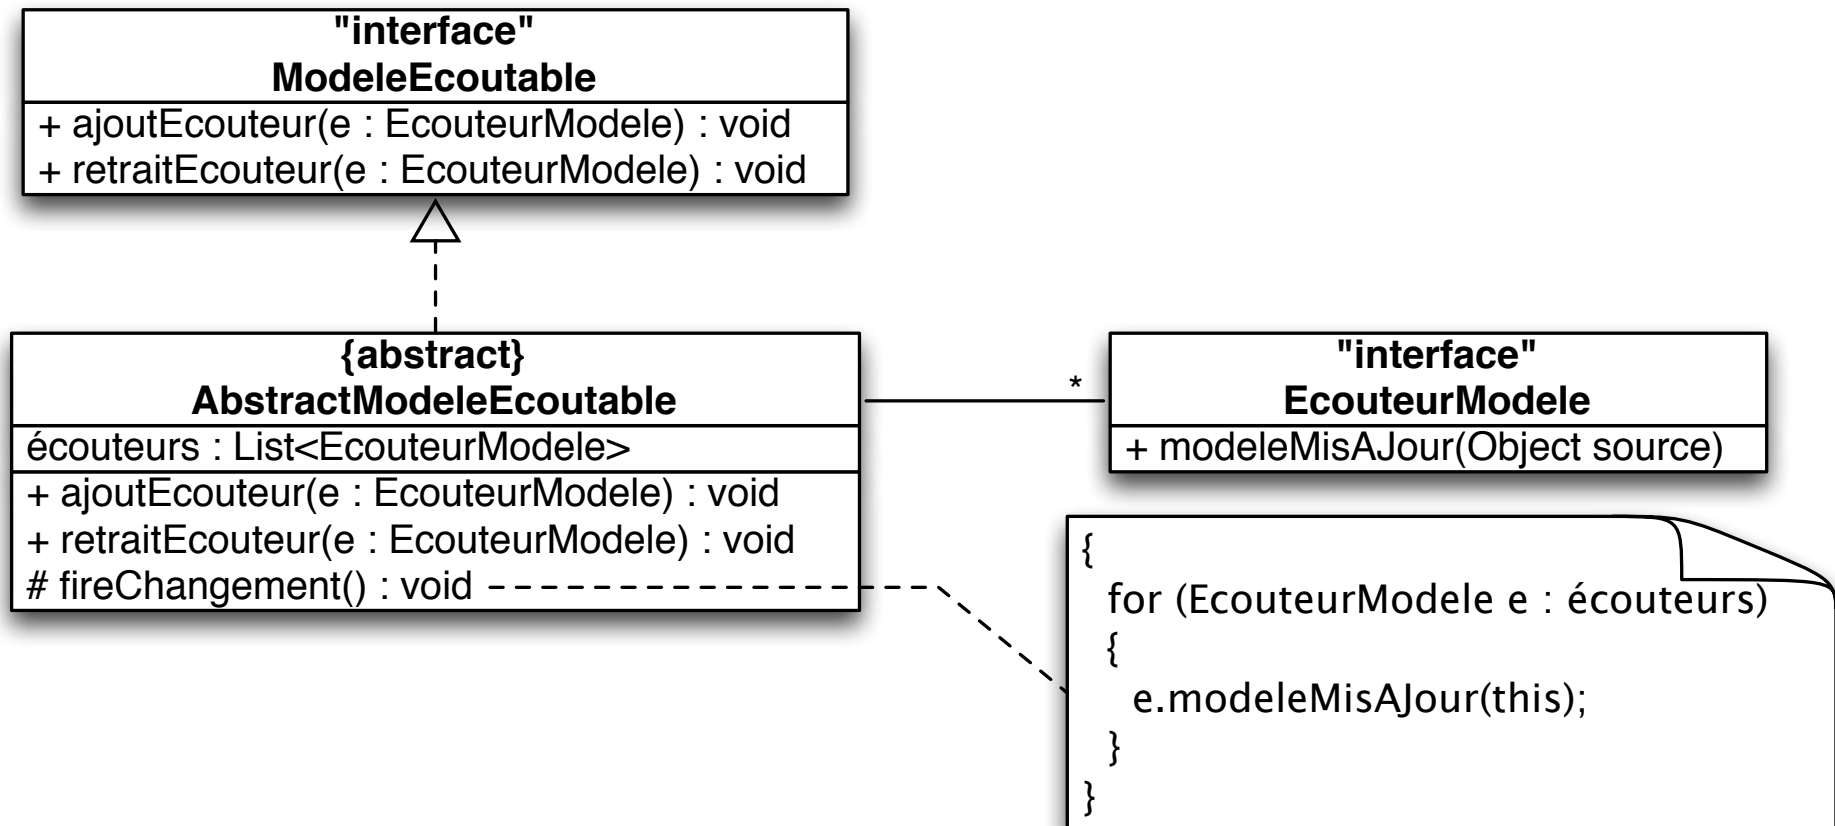 "interface"
ModeleEcoutable
+ ajoutEcouteur(e : EcouteurModele) : void
+ retraitEcouteur(e : EcouteurModele) : void
{abstract}
AbstractModeleEcoutable
écouteurs : List<EcouteurModele>
+ ajoutEcouteur(e : EcouteurModele) : void
+ retraitEcouteur(e : EcouteurModele) : void
# fireChangement() : void
*
"interface"
EcouteurModele
+ modeleMisAJour(Object source)
{
for (EcouteurModele e : écouteurs)
{
e.modeleMisAJour(this);
}
}